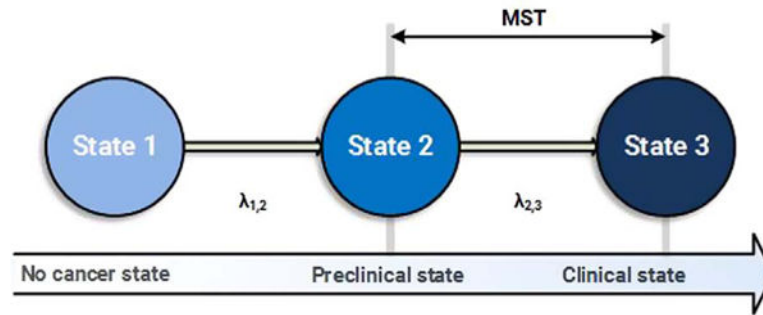 MST
State 1 State 2 State 3
λ1,2 λ2,3
No cancer state Preclinical state Clinical state